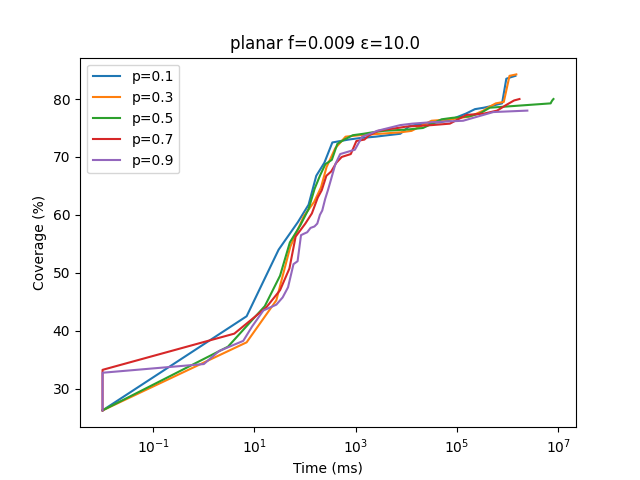 planar f=0.009 ε=10.0
p=0.1
p=0.3
p=0.5
p=0.7
p=0.9
Coverage (%)
80
70
60
50
40
30
10⁻¹
10¹
10³
10⁵
10⁷
Time (ms)